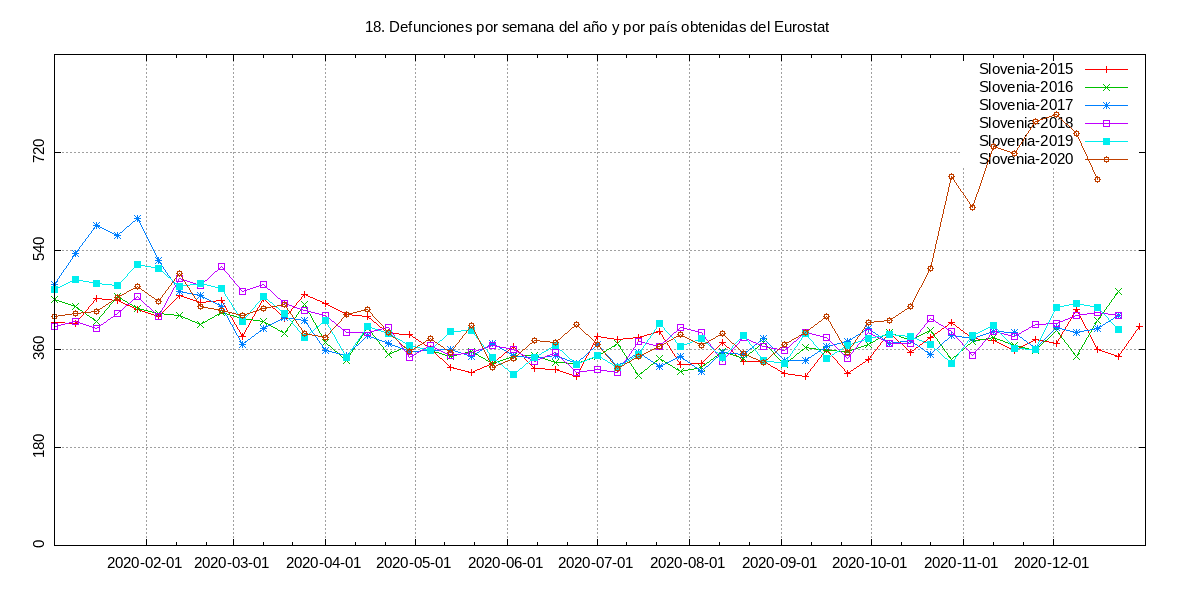 18. Defunciones por semana del año y por país obtenidas del Eurostat
Slovenia-2015
Slovenia-2016
Slovenia-2017
Slovenia-2018
Slovenia-2019
Slovenia-2020
720
540
360
180
0
2020-02-01 2020-03-01 2020-04-01 2020-05-01 2020-06-01 2020-07-01 2020-08-01 2020-09-01 2020-10-01 2020-11-01 2020-12-01